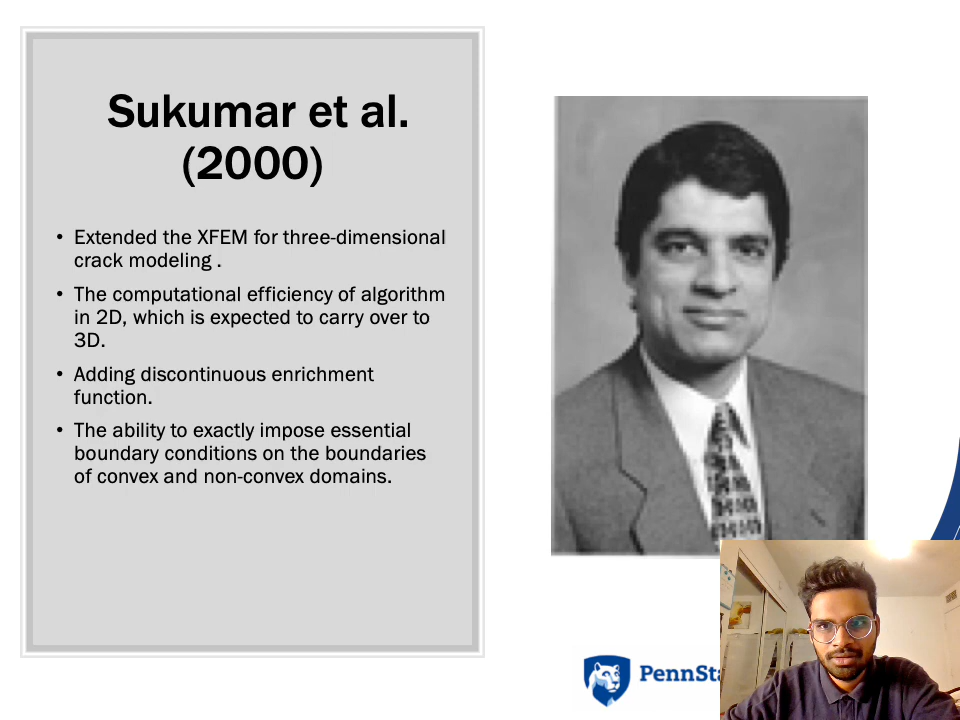 Sukumar et al.
(2000)
• Extended the XFEM for three-dimensional
crack modeling .
• The computational efficiency of algorithm
in 2D, which is expected to carry over to
3D.
• Adding discontinuous enrichment
function.
• The ability to exactly impose essential
boundary conditions on the boundaries
of convex and non-convex domains.
PennSta